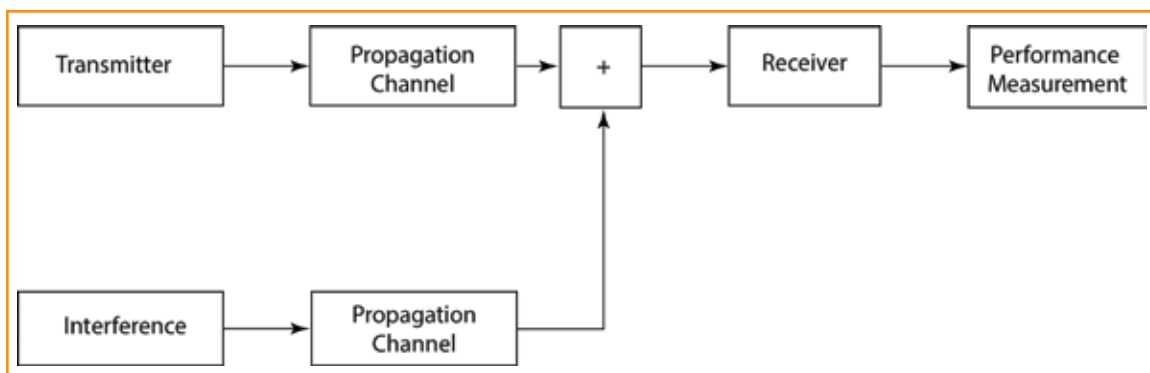 Transmitter
Propagation
Channel
+
Receiver
Performance
Measurement
Interference
Propagation
Channel